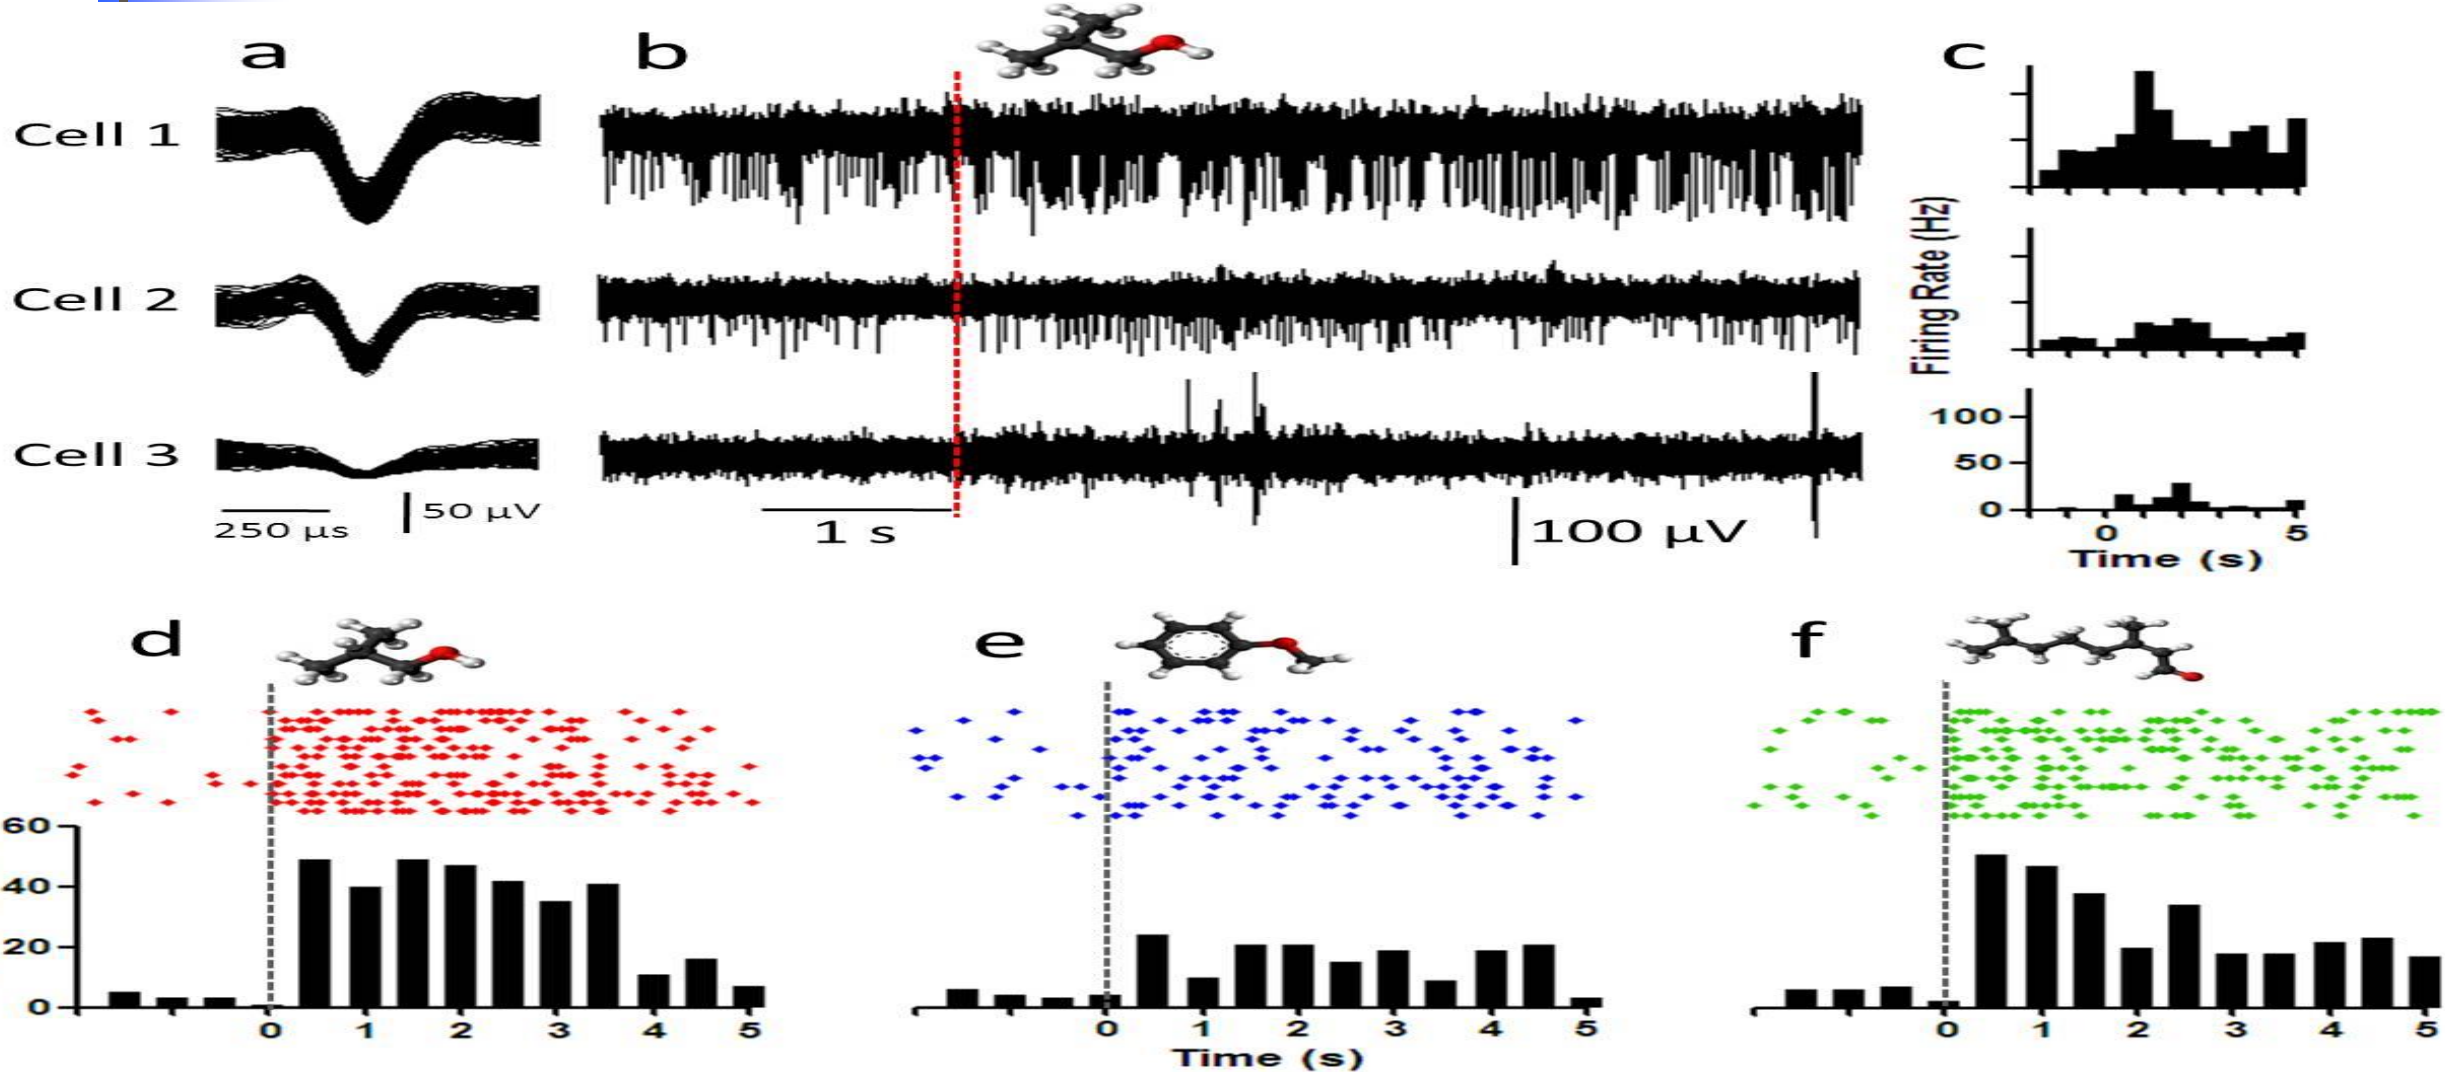 a
b
c
Cell 1
Cell 2
Cell 3
250 µs
50 µV
1 s
100 µV
Firing Rate (Hz)
100
50
0
0 5
Time (s)
d
e
f
60
40
20
0
0 1 2 3 4 5
0 1 2 3 4 5
0 1 2 3 4 5
Time (s)